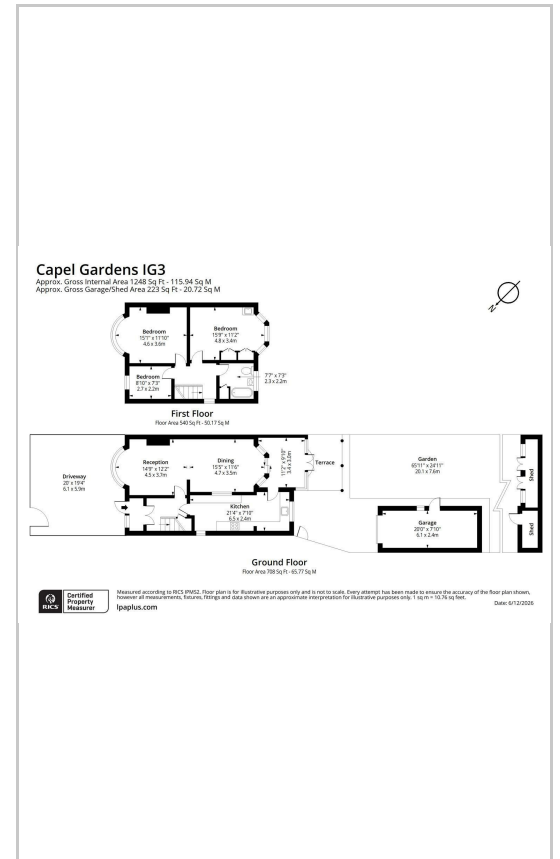 Capel Gardens IG3
Approx. Gross Internal Area 1248 Sq Ft - 115.94 Sq M
Approx. Gross Garage/Shed Area 223 Sq Ft - 20.72 Sq M
N
Bedroom
15'1" x 11'10"
4.6 x 3.6m
Bedroom
15'9" x 11'2"
4.8 x 3.4m
Bedroom
8'10" x 7'3"
2.7 x 2.2m
7'7" x 7'3"
2.3 x 2.2m
First Floor
Floor Area 540 Sq Ft - 50.17 Sq M
Driveway
20' x 19'4"
6.1 x 5.9m
Reception
14'9" x 12'2"
4.5 x 3.7m
Dining
15'5" x 11'6"
4.7 x 3.5m
11'2" x 9'10"
3.4 x 3.0m
Terrace
Kitchen
21'4" x 7'10"
6.5 x 2.4m
Garden
65'11" x 24'11"
20.1 x 7.6m
Garage
20'0" x 7'10"
6.1 x 2.4m
Shed
Shed
Ground Floor
Floor Area 708 Sq Ft - 65.77 Sq M
RICS
Certified
Property
Measurer
Measured according to RICS IPMS2. Floor plan is for illustrative purposes only and is not to scale. Every attempt has been made to ensure the accuracy of the floor plan shown,
however all measurements, fixtures, fittings and data shown are an approximate interpretation for illustrative purposes only. 1 sq m = 10.76 sq feet.
lpaplus.com
Date: 6/12/2026